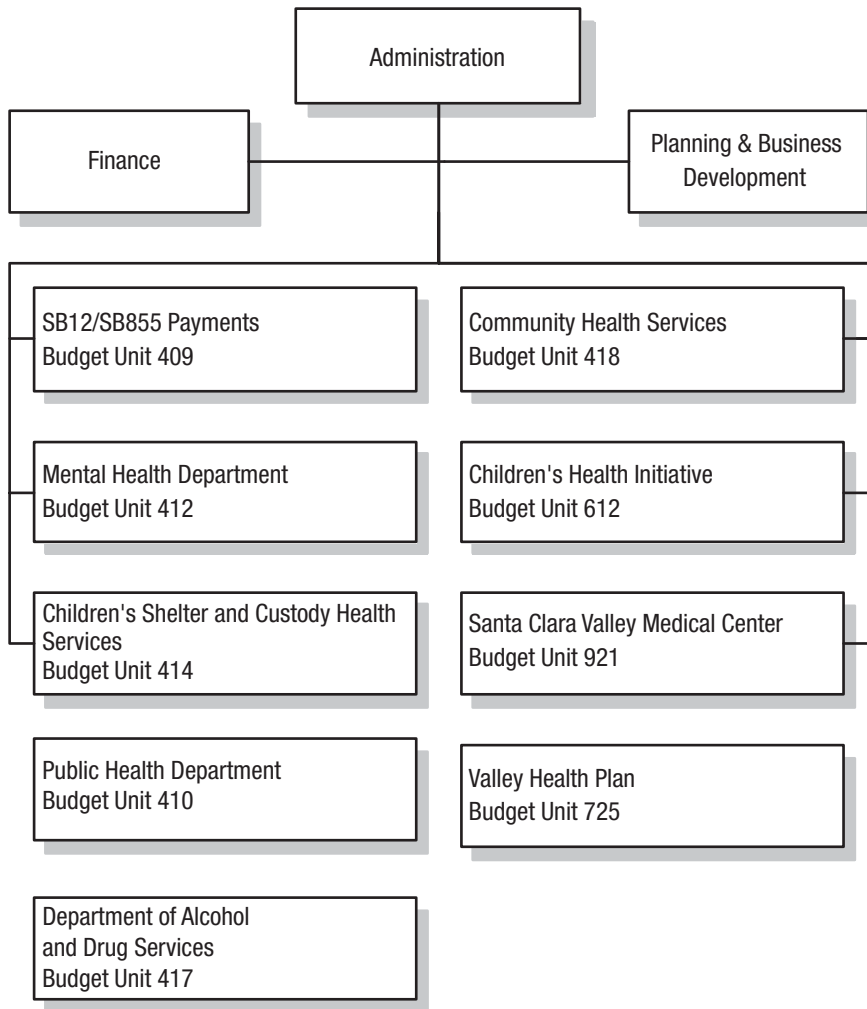 Administration
Finance
Planning & Business
Development
SB12/SB855 Payments
Budget Unit 409
Community Health Services
Budget Unit 418
Mental Health Department
Budget Unit 412
Children's Health Initiative
Budget Unit 612
Children's Shelter and Custody Health
Services
Budget Unit 414
Santa Clara Valley Medical Center
Budget Unit 921
Public Health Department
Budget Unit 410
Valley Health Plan
Budget Unit 725
Department of Alcohol
and Drug Services
Budget Unit 417